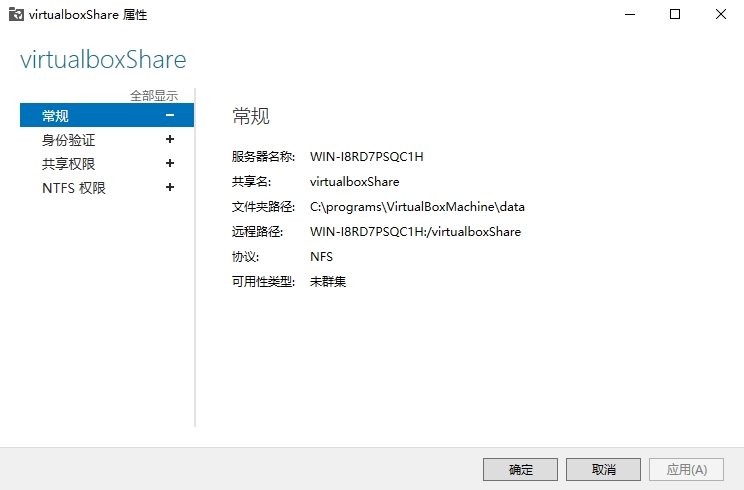 virtualboxShare 属性
virtualboxShare
全部显示
常规
身份验证
共享权限
NTFS 权限
常规
服务器名称: WIN-I8RD7PSQC1H
共享名: virtualboxShare
文件夹路径: C:\programs\VirtualBoxMachine\data
远程路径: WIN-I8RD7PSQC1H:/virtualboxShare
协议: NFS
可用性类型: 未群集
确定 取消 应用(A)